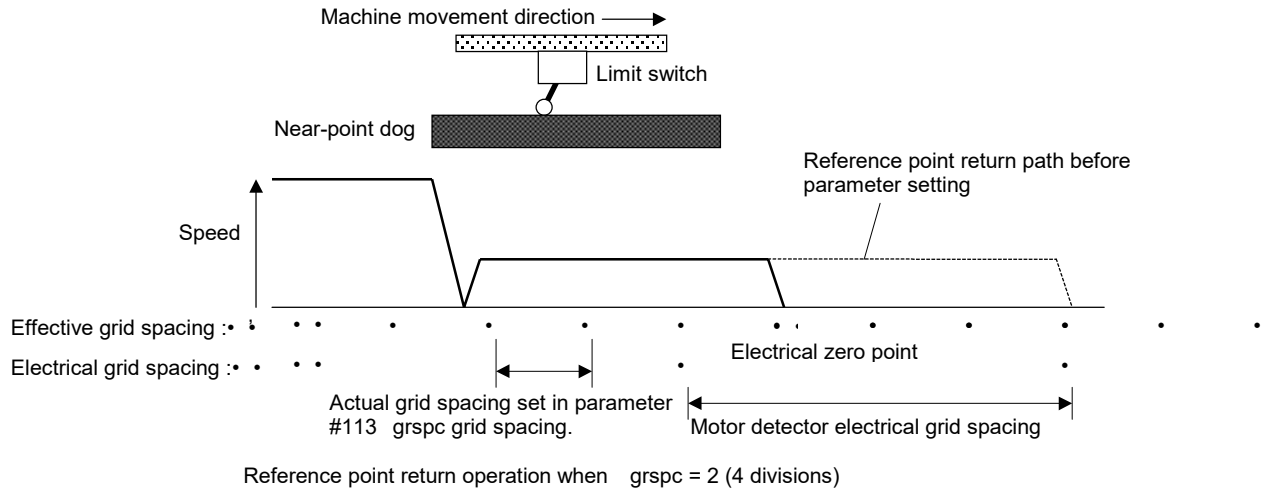 Machine movement direction
Limit switch
Near-point dog
Reference point return path before
parameter setting
Speed
Effective grid spacing :
Electrical zero point
Electrical grid spacing :
Actual grid spacing set in parameter
#113 grspc grid spacing.
Motor detector electrical grid spacing
Reference point return operation when grspc = 2 (4 divisions)